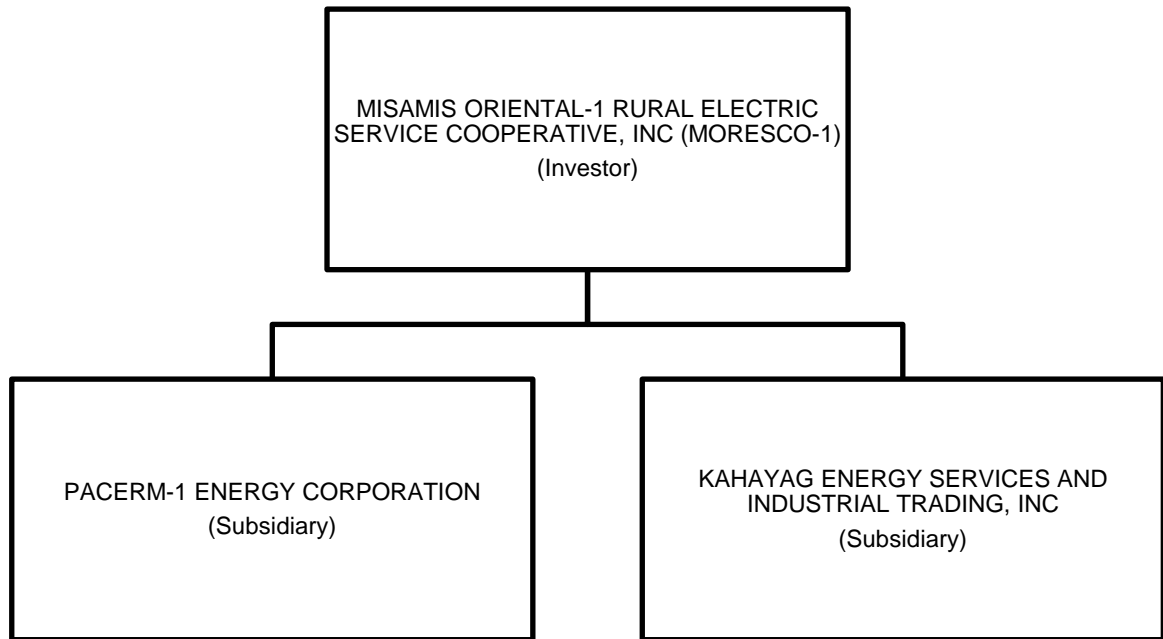 MISAMIS ORIENTAL-1 RURAL ELECTRIC
SERVICE COOPERATIVE, INC (MORESCO-1)
(Investor)
PACERM-1 ENERGY CORPORATION
(Subsidiary)
KAHAYAG ENERGY SERVICES AND
INDUSTRIAL TRADING, INC
(Subsidiary)